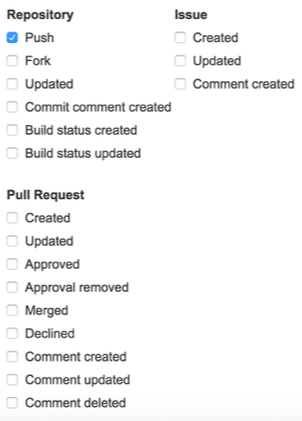 Repository
Push
Fork
Updated
Commit comment created
Build status created
Build status updated
Issue
Created
Updated
Comment created
Pull Request
Created
Updated
Approved
Approval removed
Merged
Declined
Comment created
Comment updated
Comment deleted